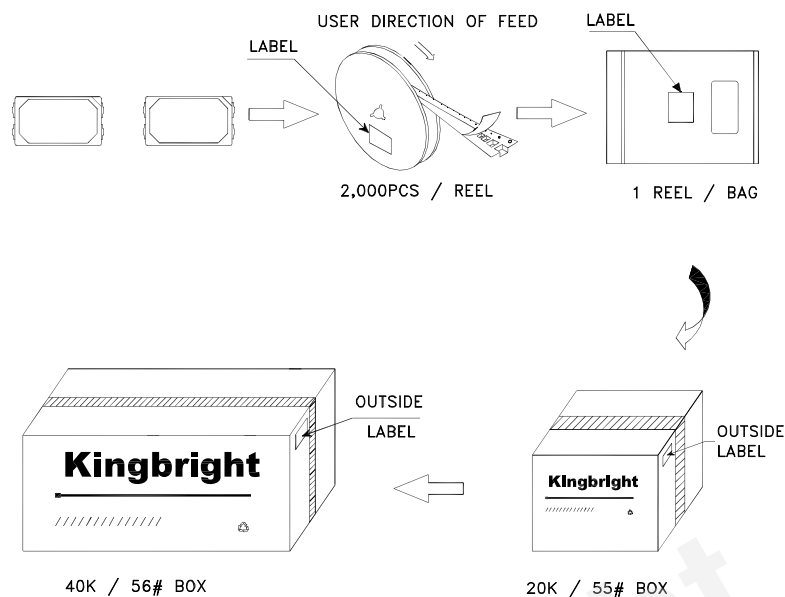 USER DIRECTION OF FEED
LABEL
LABEL
2,000PCS / REEL
1 REEL / BAG
OUTSIDE
LABEL
Kingbright
40K / 56# BOX
OUTSIDE
LABEL
Kingbright
20K / 55# BOX